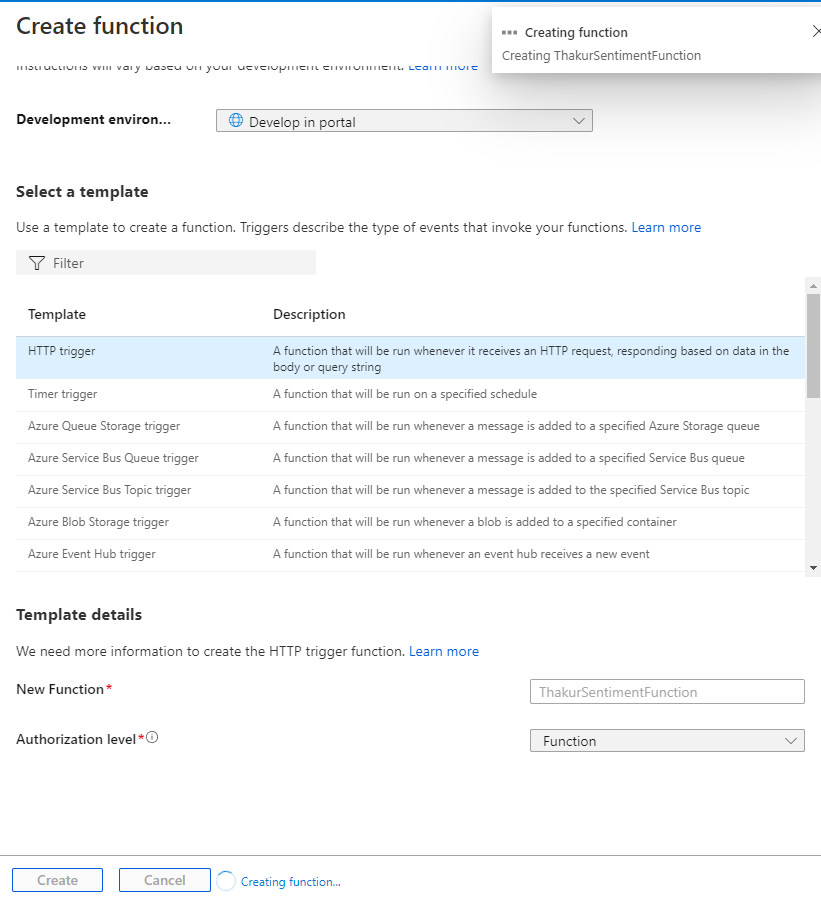 Create function
Creating function
Creating ThakurSentimentFunction
Instructions will vary based on your development environment. Learn more
Development environ...
Develop in portal
Select a template
Use a template to create a function. Triggers describe the type of events that invoke your functions. Learn more
Filter
Template Description
HTTP trigger A function that will be run whenever it receives an HTTP request, responding based on data in the
body or query string
Timer trigger A function that will be run on a specified schedule
Azure Queue Storage trigger A function that will be run whenever a message is added to a specified Azure Storage queue
Azure Service Bus Queue trigger A function that will be run whenever a message is added to a specified Service Bus queue
Azure Service Bus Topic trigger A function that will be run whenever a message is added to the specified Service Bus topic
Azure Blob Storage trigger A function that will be run whenever a blob is added to a specified container
Azure Event Hub trigger A function that will be run whenever an event hub receives a new event
Template details
We need more information to create the HTTP trigger function. Learn more
New Function* ThakurSentimentFunction
Authorization level* Function
Create Cancel Creating function...